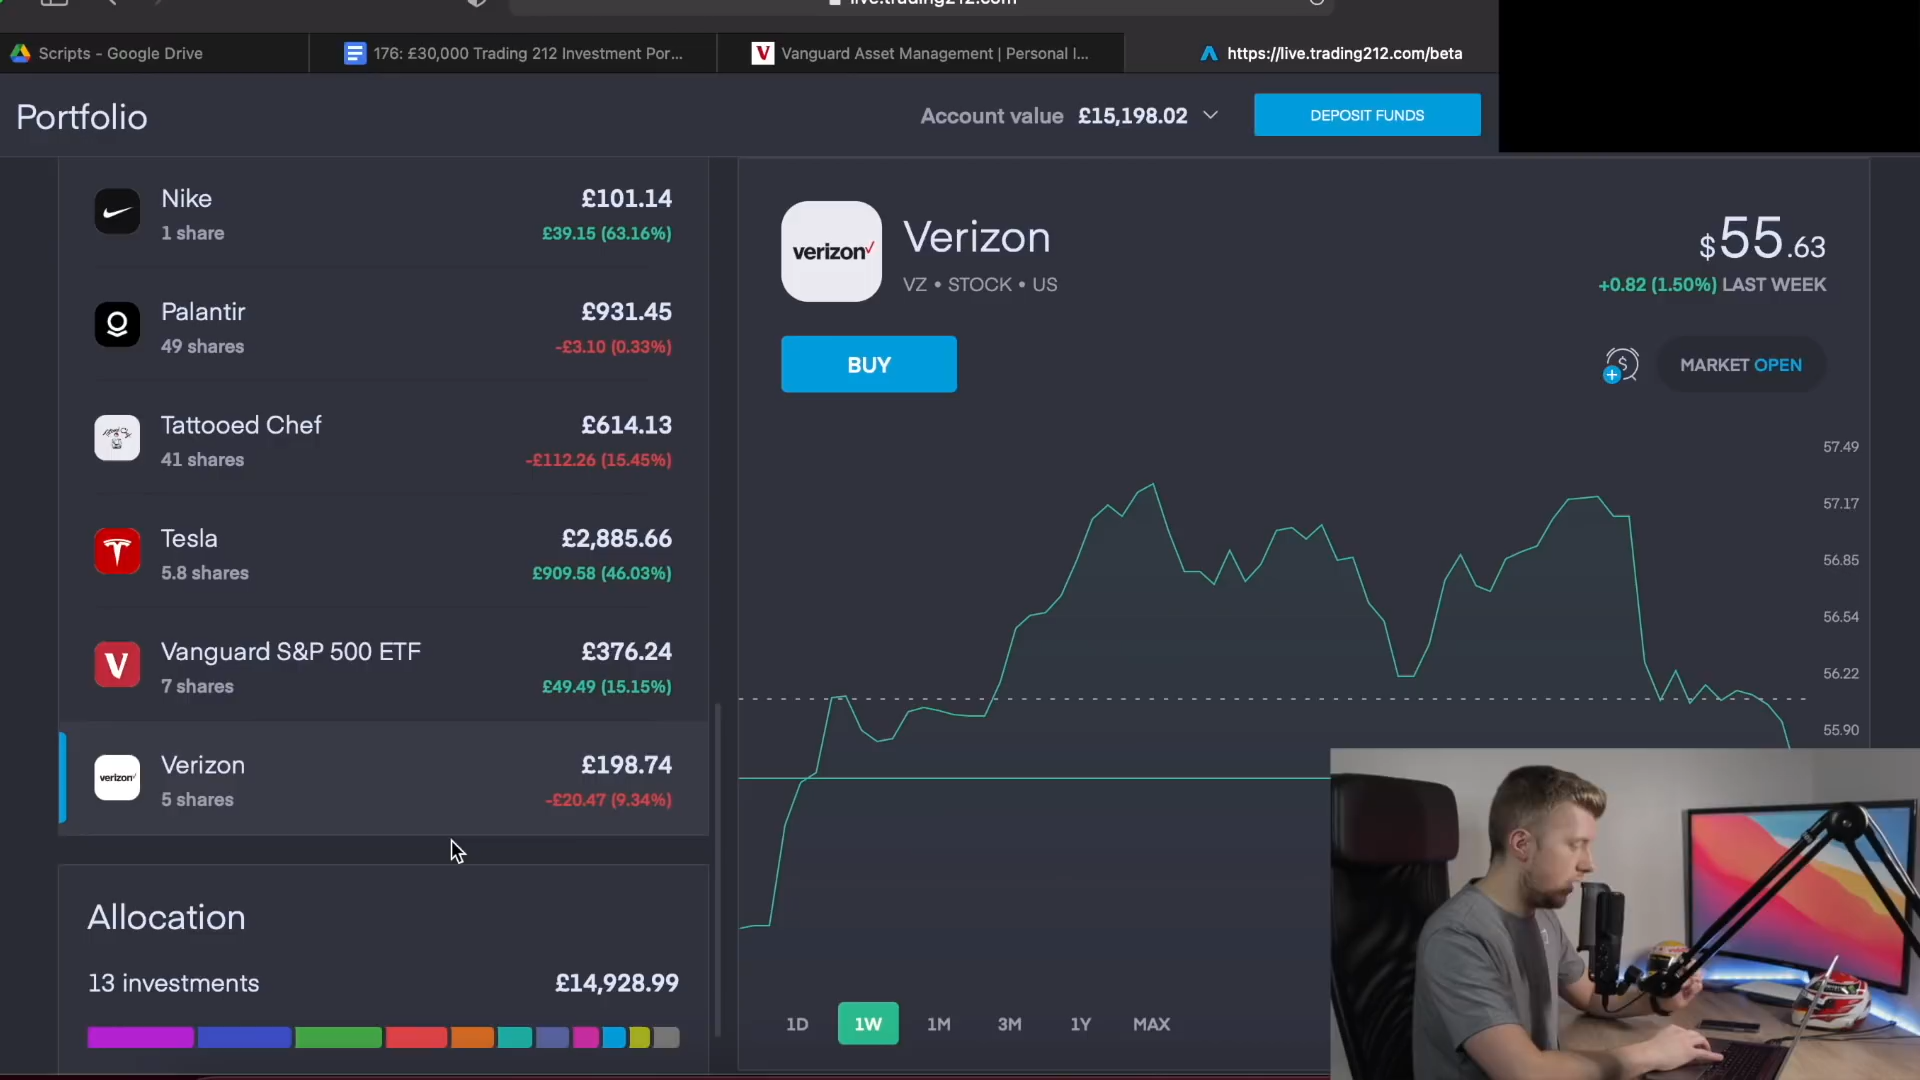 live.trading212.com
Scripts – Google Drive
176: £30,000 Trading 212 Investment Por...
Vanguard Asset Management | Personal I...
https://live.trading212.com/beta
Portfolio
Account value £15,198.02
DEPOSIT FUNDS
Nike
£101.14
1 share
£39.15 (63.16%)
Palantir
£931.45
49 shares
-£3.10 (0.33%)
Tattooed Chef
£614.13
41 shares
-£112.26 (15.45%)
Tesla
£2,885.66
5.8 shares
£909.58 (46.03%)
Vanguard S&P 500 ETF
£376.24
7 shares
£49.49 (15.15%)
verizon
Verizon
£198.74
5 shares
-£20.47 (9.34%)
Allocation
13 investments
£14,928.99
verizon
Verizon
VZ • STOCK • US
$55.63
+0.82 (1.50%) LAST WEEK
BUY
MARKET OPEN
57.49
57.17
56.85
56.54
56.22
55.90
1D
1W
1M
3M
1Y
MAX